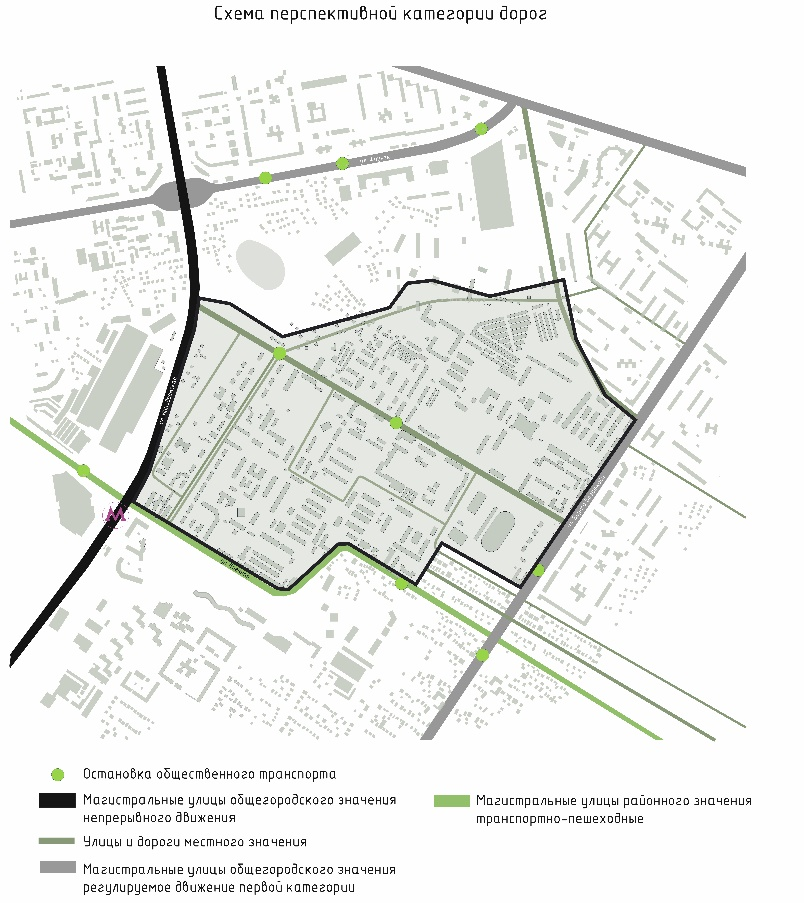 Схема перспективной категории дорог
М
Остановка общественного транспорта
Магистральные улицы общегородского значения
непрерывного движения
Улицы и дороги местного значения
Магистральные улицы общегородского значения
регулируемое движение первой категории
Магистральные улицы районного значения
транспортно-пешеходные